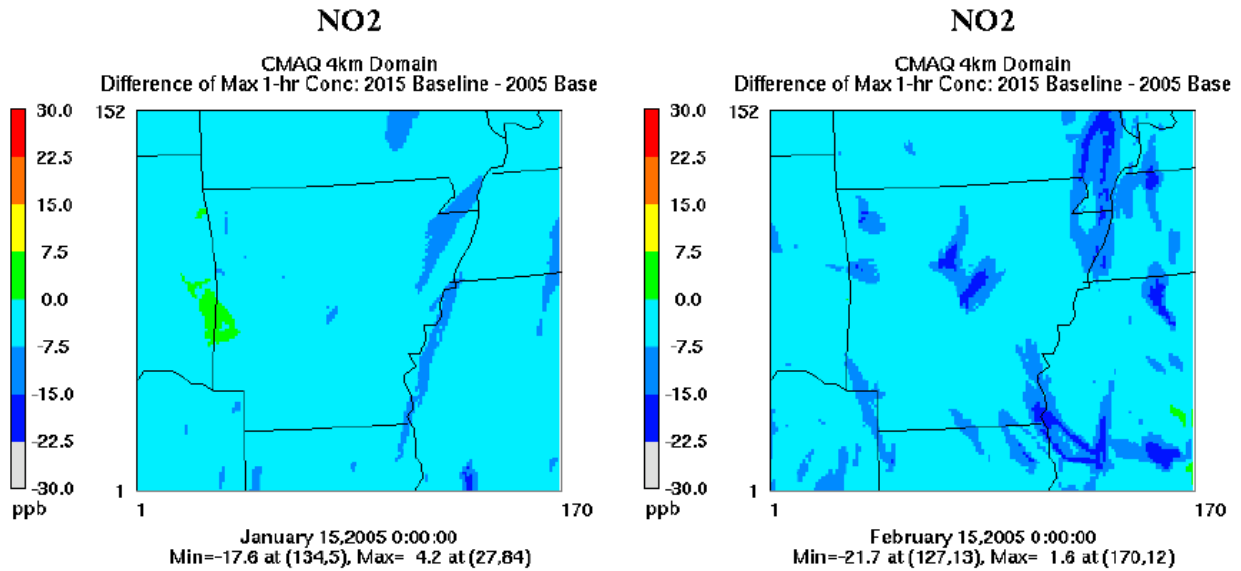 NO2
CMAQ 4km Domain
Difference of Max 1-hr Conc: 2015 Baseline - 2005 Base
30.0
22.5
15.0
7.5
0.0
-7.5
-15.0
-22.5
-30.0
ppb
152
1
1
170
January 15,2005 0:00:00
Min=-17.6 at (134,5), Max= 4.2 at (27,84)
NO2
CMAQ 4km Domain
Difference of Max 1-hr Conc: 2015 Baseline - 2005 Base
30.0
22.5
15.0
7.5
0.0
-7.5
-15.0
-22.5
-30.0
ppb
152
1
1
170
February 15,2005 0:00:00
Min=-21.7 at (127,13), Max= 1.6 at (170,12)